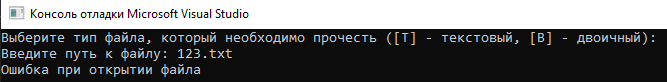 Консоль отладки Microsoft Visual Studio
Выберите тип файла, который необходимо прочесть ([T] - текстовый, [B] - двоичный):
Введите путь к файлу: 123.txt
Ошибка при открытии файла